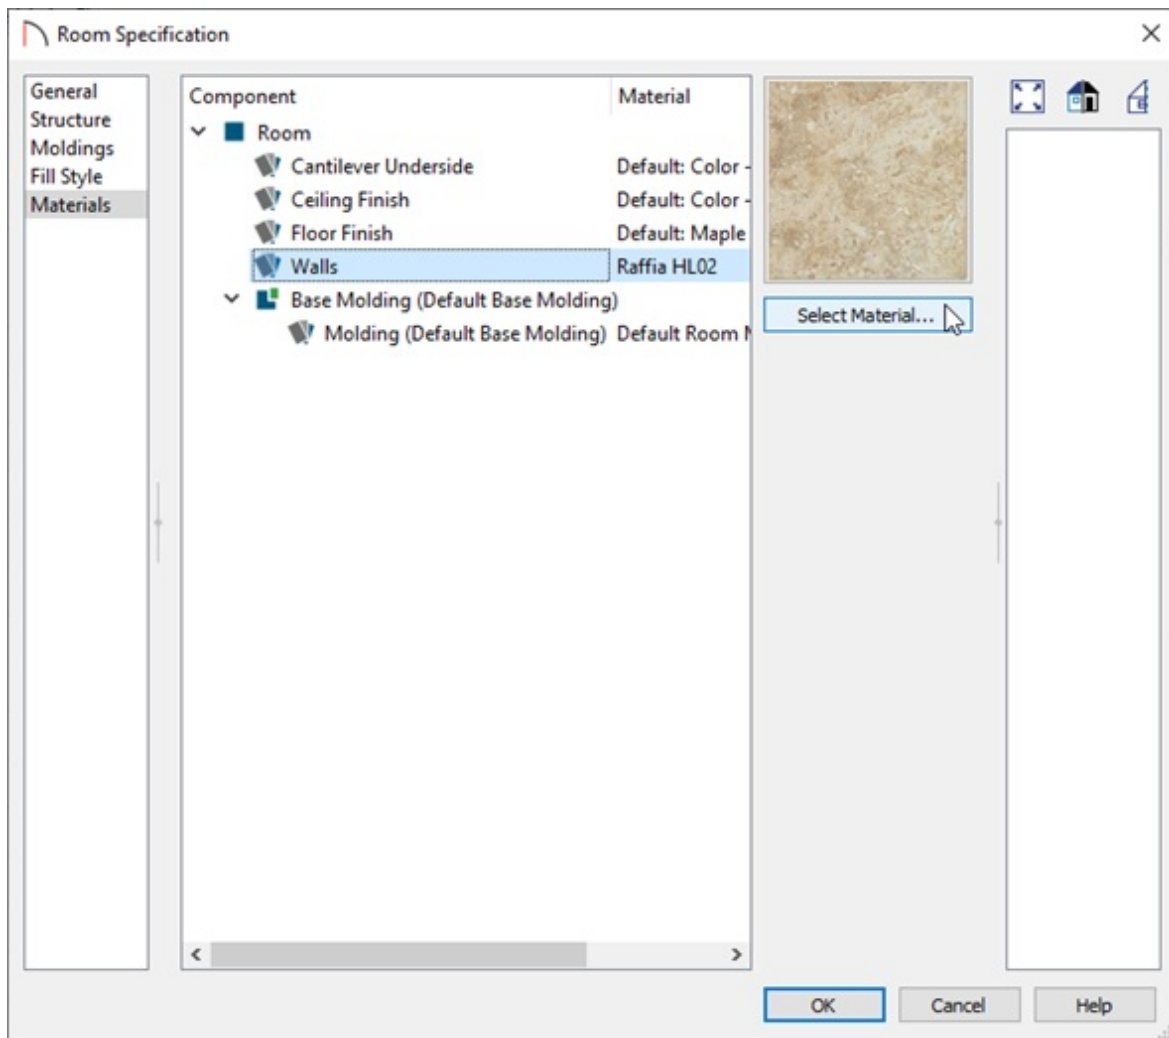 Room Specification
General
Structure
Moldings
Fill Style
Materials
Component Material
Room
Cantilever Underside Default: Color -
Ceiling Finish Default: Color -
Floor Finish Default: Maple
Walls Raffia HL02
Base Molding (Default Base Molding)
Molding (Default Base Molding) Default Room
Select Material...
OK Cancel Help